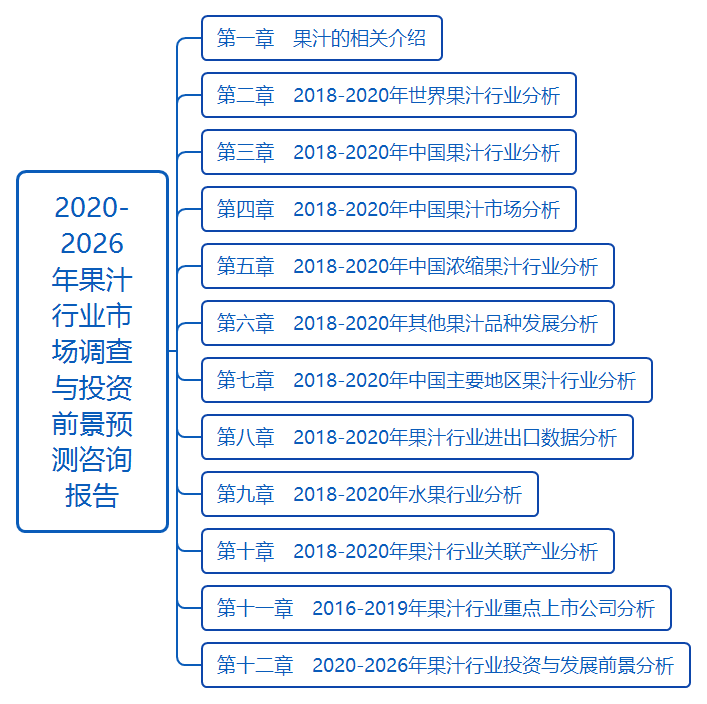 2020-
2026
年果汁
行业市
场调查
与投资
前景预
测咨询
报告
第一章　果汁的相关介绍
第二章　2018-2020年世界果汁行业分析
第三章　2018-2020年中国果汁行业分析
第四章　2018-2020年中国果汁市场分析
第五章　2018-2020年中国浓缩果汁行业分析
第六章　2018-2020年其他果汁品种发展分析
第七章　2018-2020年中国主要地区果汁行业分析
第八章　2018-2020年果汁行业进出口数据分析
第九章　2018-2020年水果行业分析
第十章　2018-2020年果汁行业关联产业分析
第十一章　2016-2019年果汁行业重点上市公司分析
第十二章　2020-2026年果汁行业投资与发展前景分析